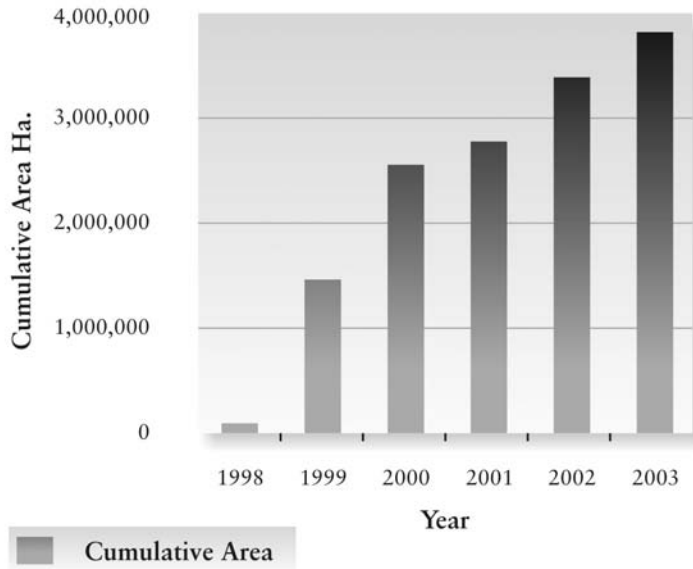 4,000,000
3,000,000
2,000,000
1,000,000
0
Cumulative Area Ha.
1998 1999 2000 2001 2002 2003
Year
Cumulative Area